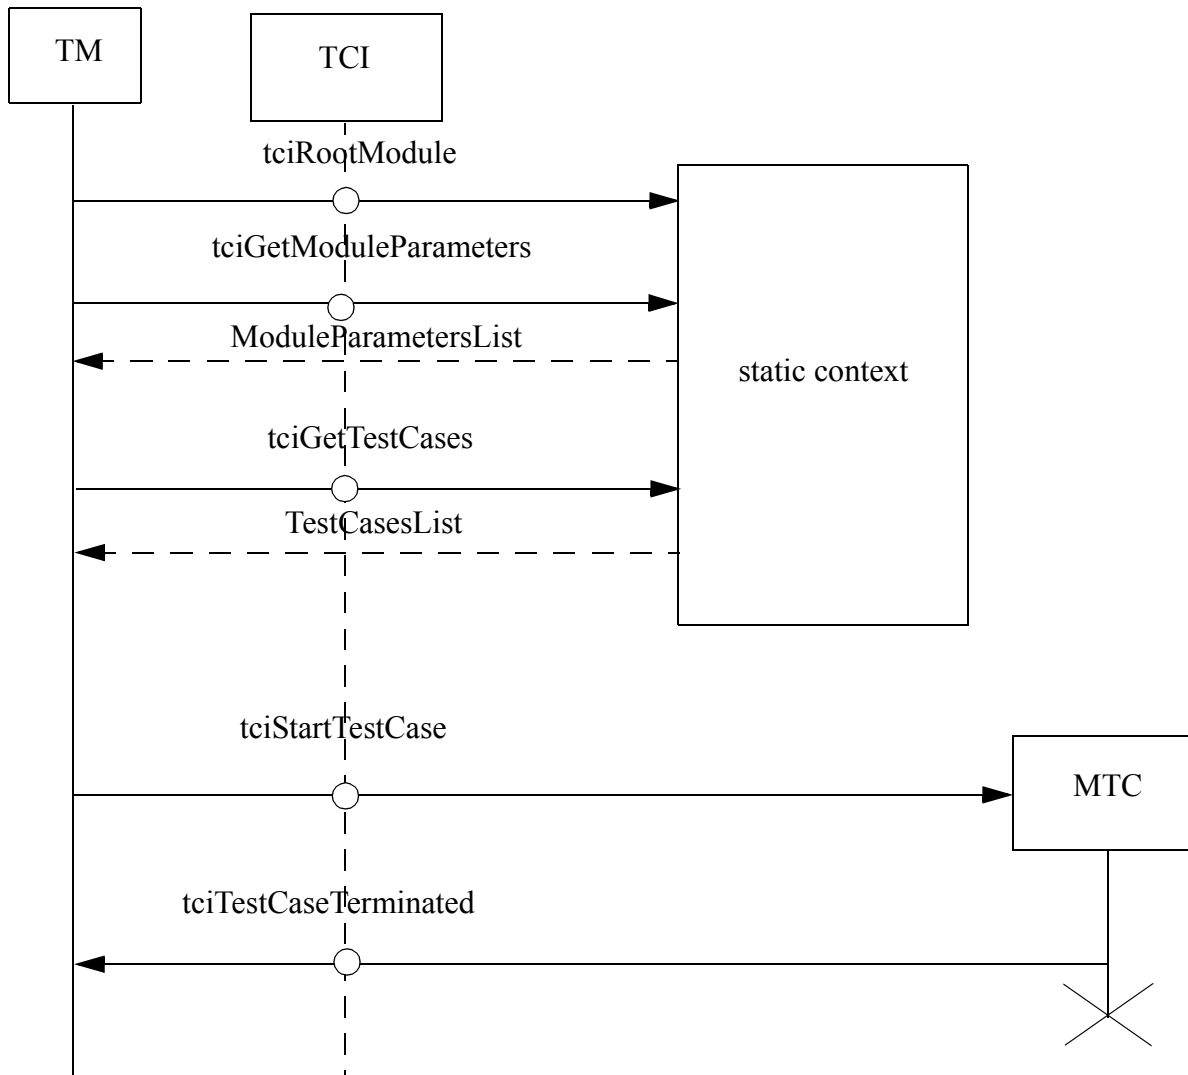 TM
TCI
tciRootModule
tciGetModuleParameters
ModuleParametersList
static context
tciGetTestCases
TestCasesList
tciStartTestCase
MTC
tciTestCaseTerminated